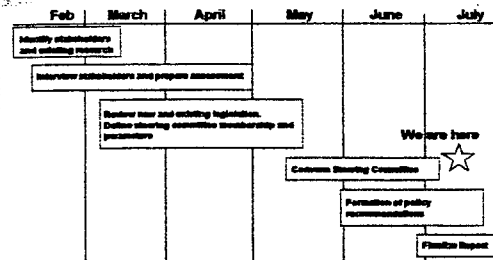 Feb March April May June July
Identify stakeholders
and existing research
Interview stakeholders and prepare assessment
Review new and existing legislation.
Define steering committee membership and
parameters
We are here
Convene Steering Committee
Formation of policy
recommendations
Finalize Report